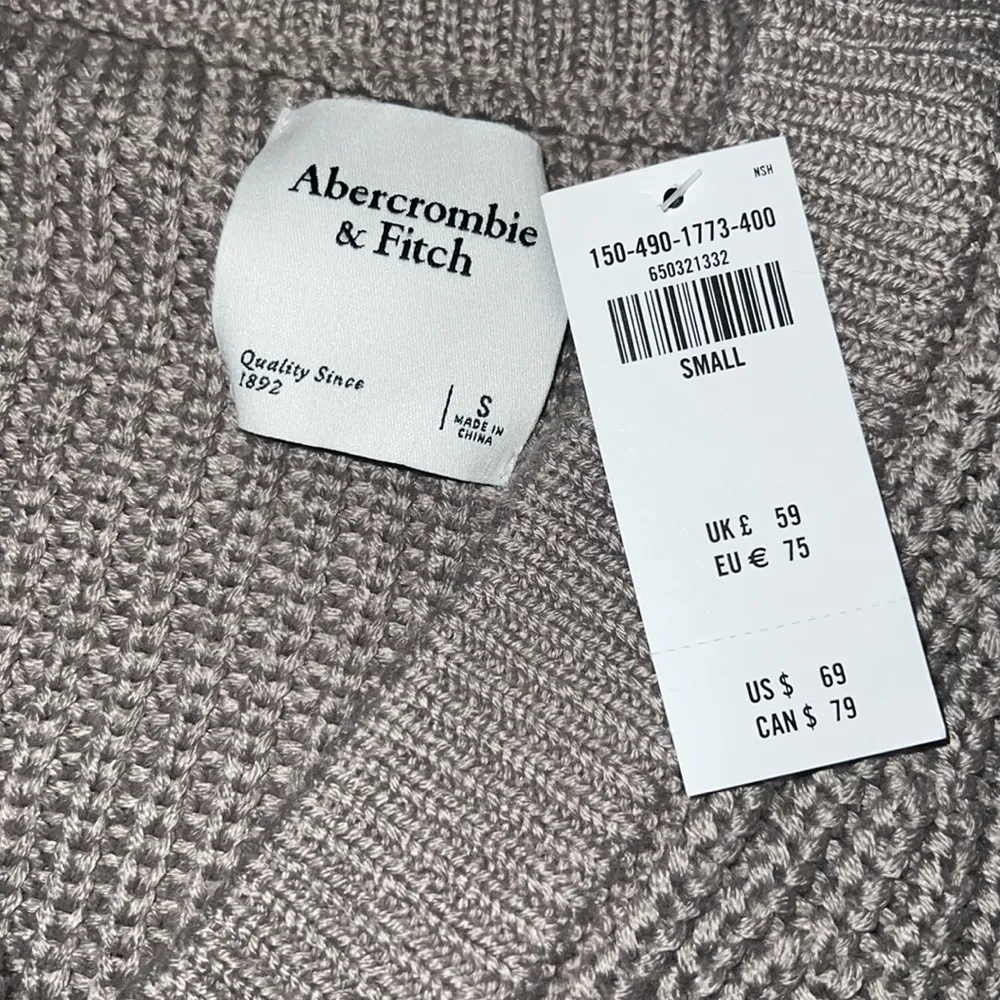 Abercrombie
& Fitch
Quality Since
1892
S
MADE IN
CHINA
NSH
150-490-1773-400
650321332
SMALL
UK £ 59
EU € 75
US $ 69
CAN $ 79